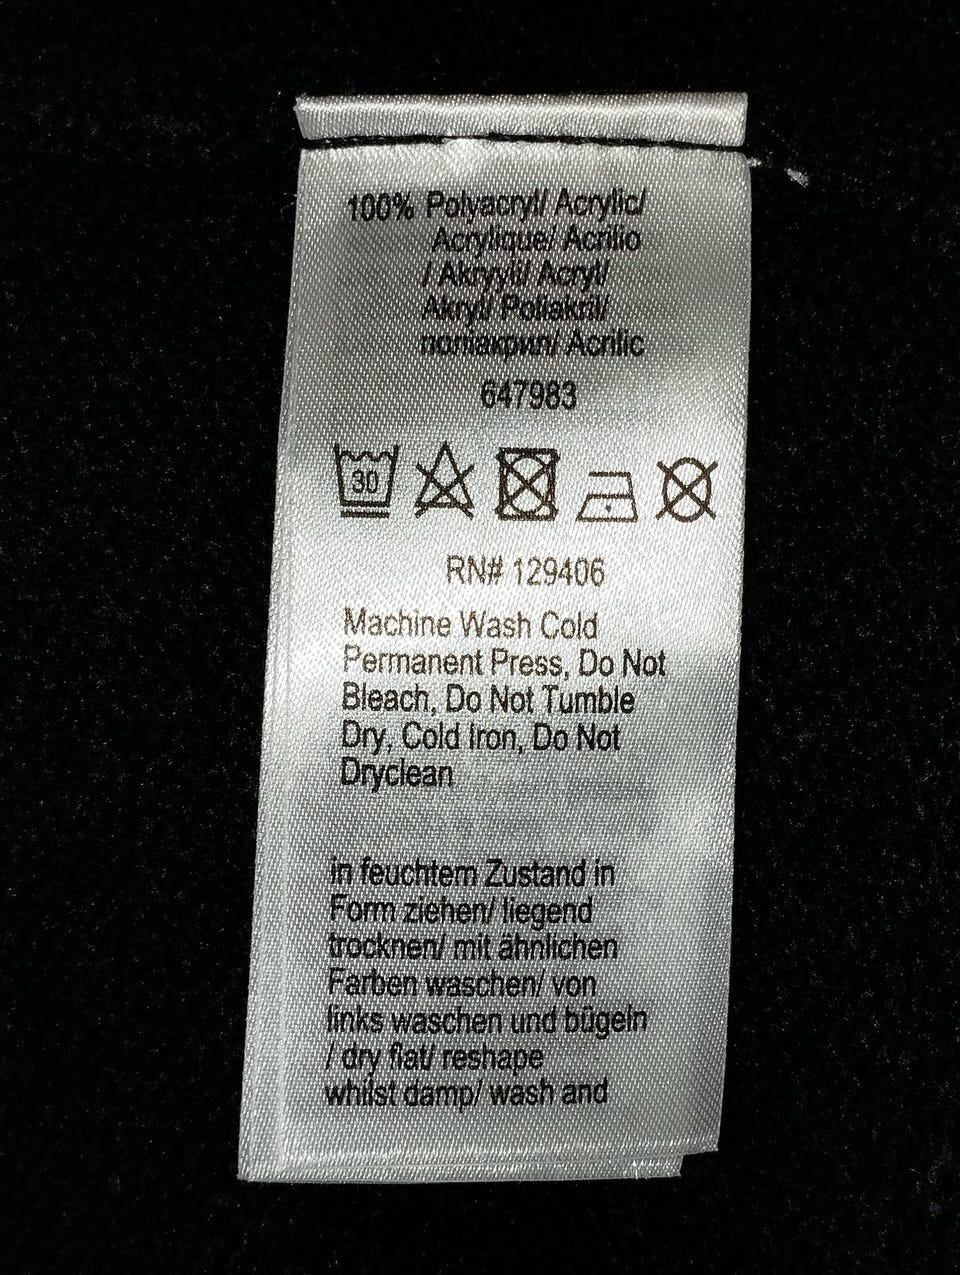 100% Polyacryl/ Acrylic/
Acrylique/ Acrilio
/ Akryyli/ Acryl/
Akryl/ Poliakril/
поліакрил/ Acrilic
647983
30
RN# 129406
Machine Wash Cold
Permanent Press, Do Not
Bleach, Do Not Tumble
Dry, Cold Iron, Do Not
Dryclean
in feuchtem Zustand in
Form ziehen/ liegend
trocknen/ mit ähnlichen
Farben waschen/ von
links waschen und bügeln
/ dry flat/ reshape
whilst damp/ wash and